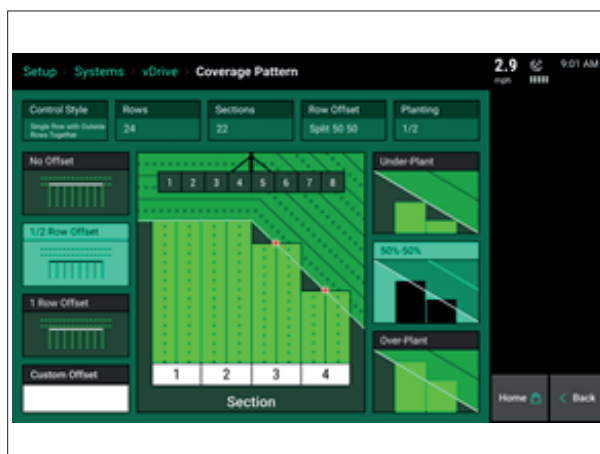 Setup Systems vDrive Coverage Pattern
2.9
mph
9:01 AM
Control Style
Single Row with Outside
Rows Together
Rows
24
Sections
22
Row Offset
Split 50 50
Planting
1/2
No Offset
1/2 Row Offset
1 Row Offset
Custom Offset
1 2 3 4 5 6 7 8
1 2 3 4
Section
Under-Plant
50%-50%
Over-Plant
Home
< Back